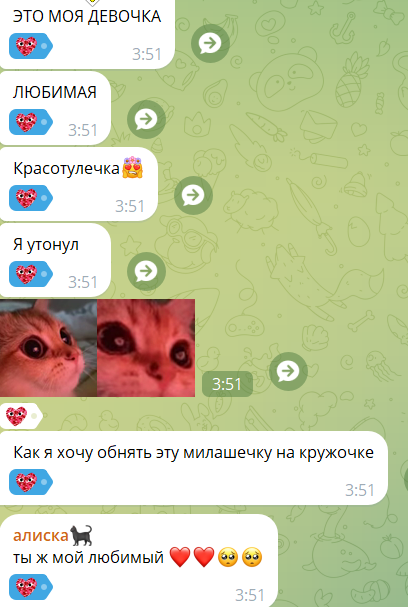 ЭТО МОЯ ДЕВОЧКА
3:51
ЛЮБИМАЯ
3:51
Красотулечка
3:51
Я утонул
3:51
3:51
Как я хочу обнять эту милашечку на кружочке
3:51
алиска
ты ж мой любимый
3:51